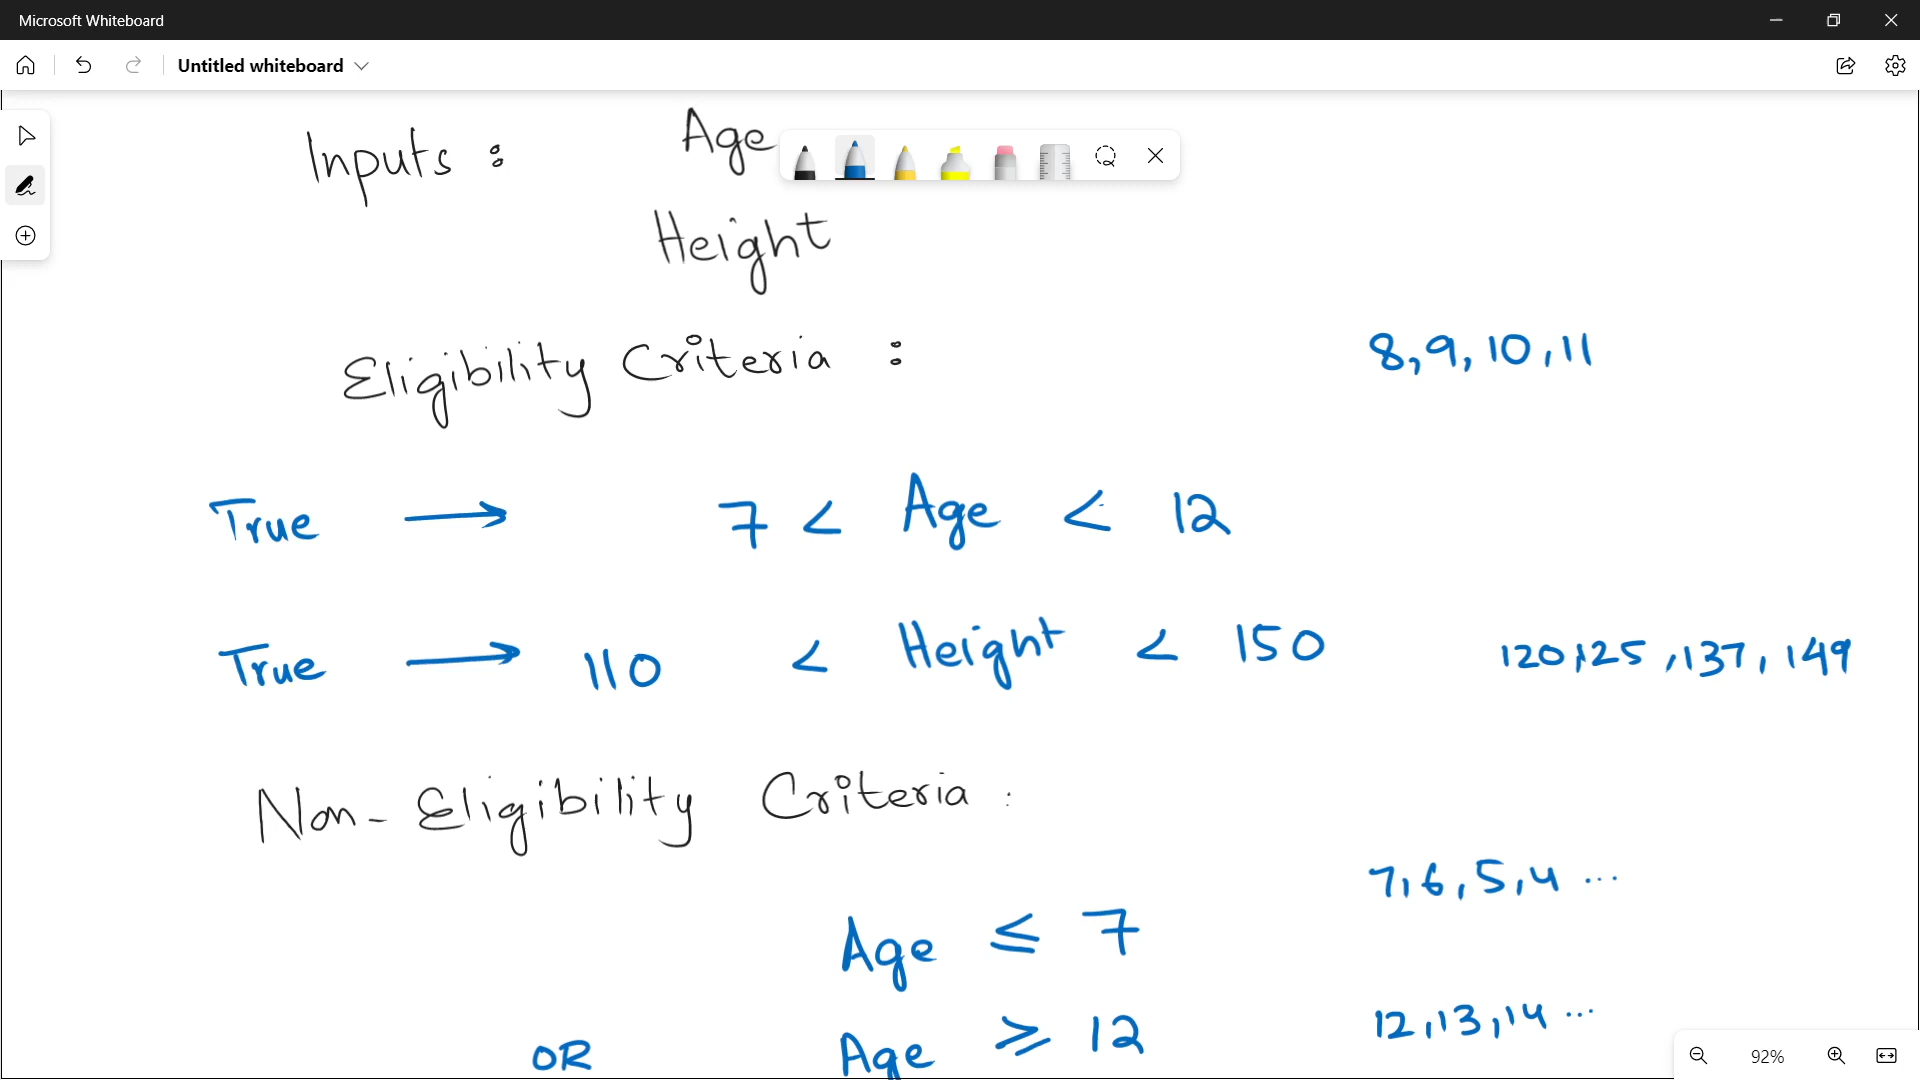 Microsoft Whiteboard
Untitled whiteboard
Inputs : Age
Height
Eligibility Criteria :
8, 9, 10, 11
True → 7 < Age < 12
True → 110 < Height < 150
120, 125, 137, 149
Non-Eligibility Criteria :
7, 6, 5, 4 ...
Age ≤ 7
12, 13, 14 ...
OR Age ≥ 12
92%